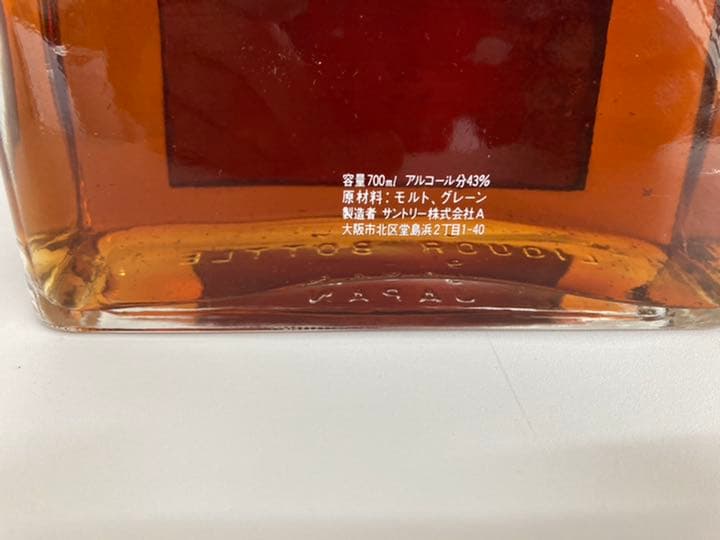 容量700ml アルコール分43%
原材料：モルト、グレーン
製造者 サントリー株式会社A
大阪市北区堂島浜2丁目1-40
LIQUOR BOTTLE
JAPAN